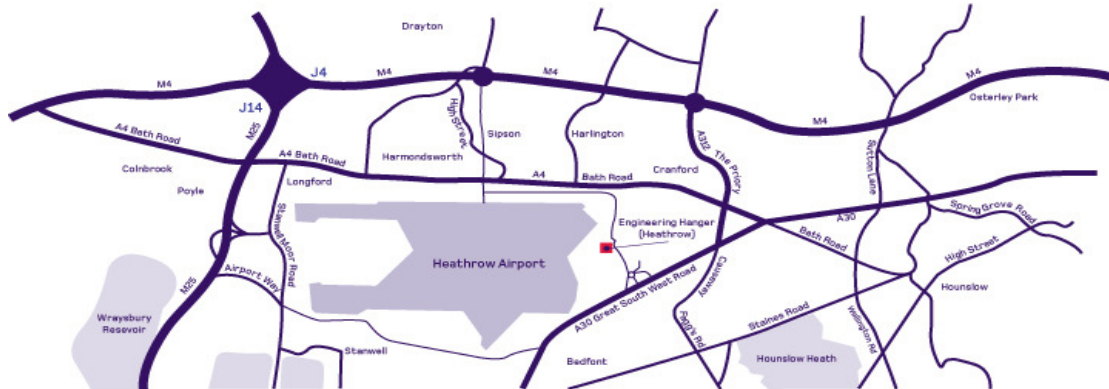 Drayton
M4
J4
M4
M4
M4
J14
M25
Osterley Park
M4
A4 Bath Road
High Street
Sipson
Harlington
A312
The Priory
Sutton Lane
Colnbrook
A4 Bath Road
Harmondsworth
Cranford
Poyle
Longford
A4
Bath Road
Stanwell Moor Road
Spring Grove Road
A30
Engineering Hanger
(Heathrow)
Bath Road
High Street
Heathrow Airport
Airport Way
M25
Causeway
Hounslow
A30 Great South West Road
Wraysbury
Resevoir
Staines Road
Fagg's Rd
Wellington Rd
Stanwell
Bedfont
Hounslow Heath